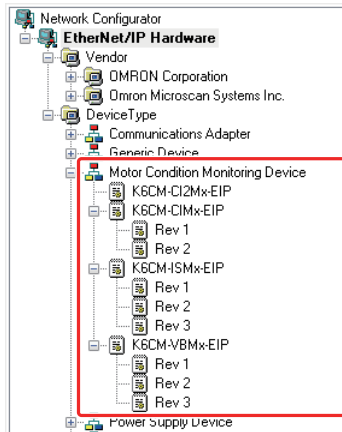 Network Configurator
EtherNet/IP Hardware
Vendor
OMRON Corporation
Omron Microscan Systems Inc.
DeviceType
Communications Adapter
Generic Device
Motor Condition Monitoring Device
K6CM-CI2Mx-EIP
K6CM-CIMx-EIP
Rev 1
Rev 2
K6CM-ISMx-EIP
Rev 1
Rev 2
Rev 3
K6CM-VBMx-EIP
Rev 1
Rev 2
Rev 3
Power Supply Device